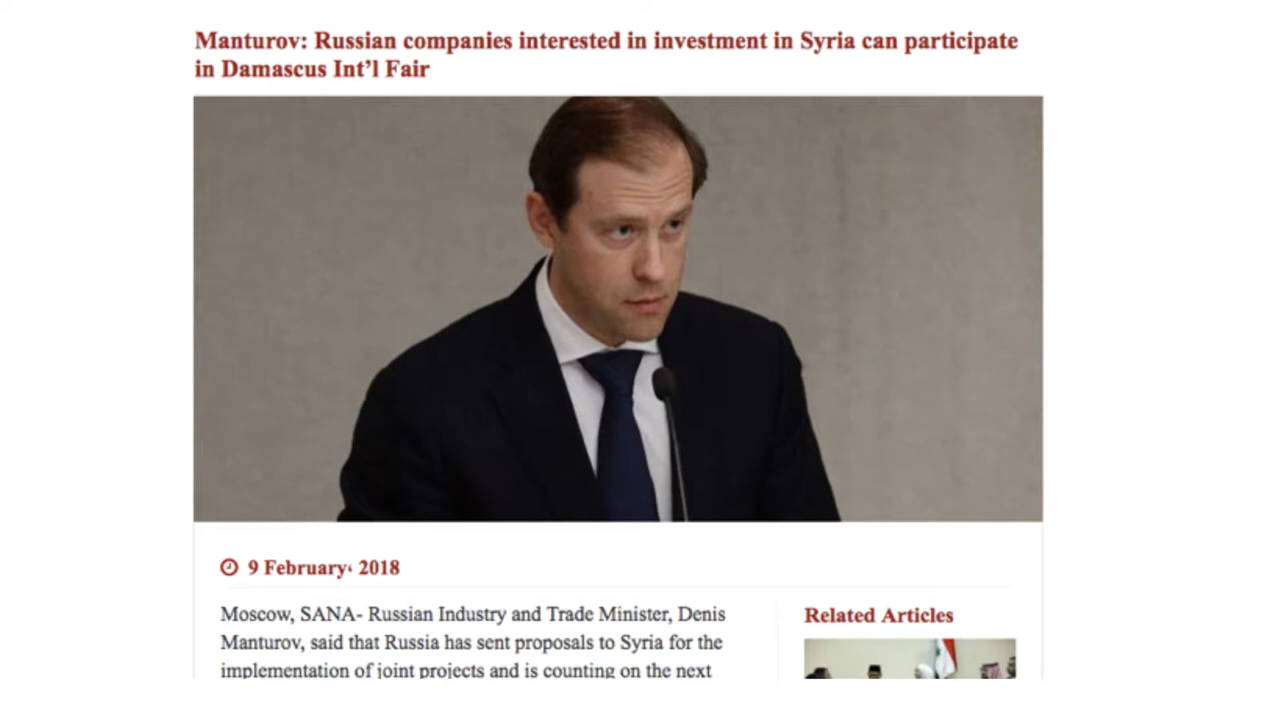 Manturov: Russian companies interested in investment in Syria can participate
in Damascus Int’l Fair
9 February، 2018
Moscow, SANA- Russian Industry and Trade Minister, Denis
Manturov, said that Russia has sent proposals to Syria for the
implementation of joint projects and is counting on the next
Related Articles